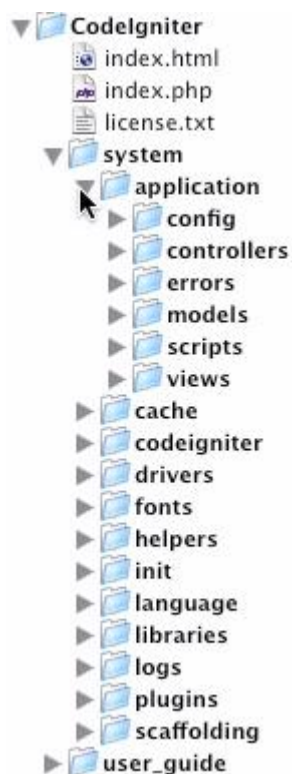 CodeIgniter
index.html
index.php
license.txt
system
application
config
controllers
errors
models
scripts
views
cache
codeigniter
drivers
fonts
helpers
init
language
libraries
logs
plugins
scaffolding
user_guide